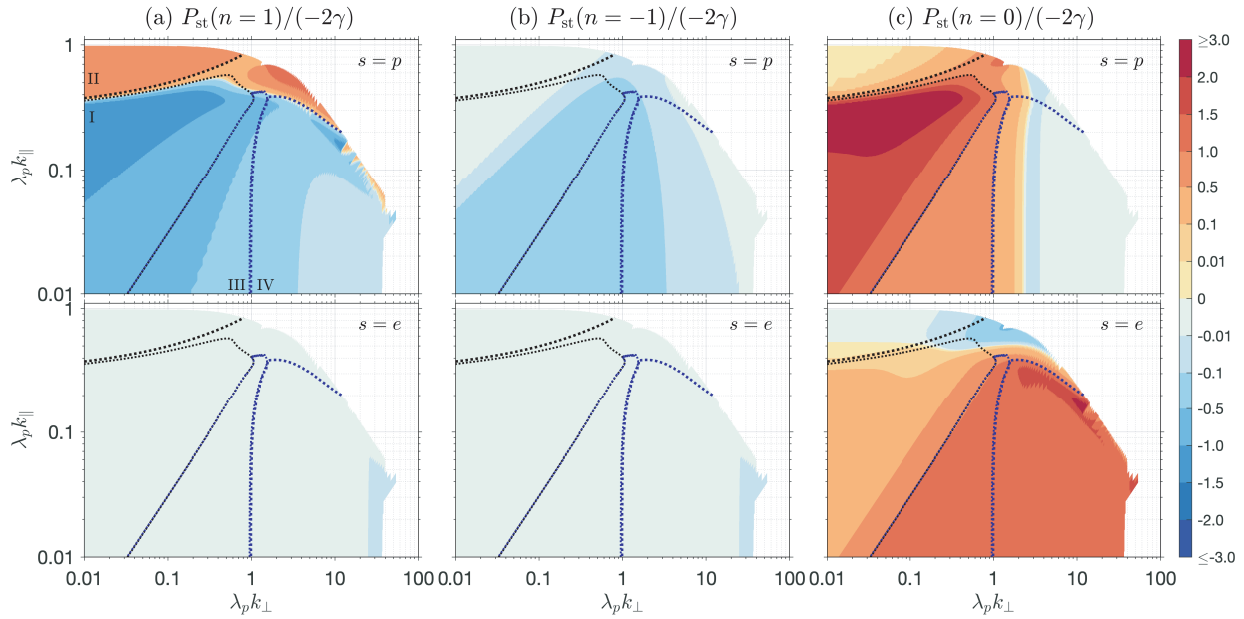 (a) P_st(n = 1)/(−2γ)
(b) P_st(n = −1)/(−2γ)
(c) P_st(n = 0)/(−2γ)
1
0.1
0.01
λ_p k_∥
s = p
II
I
III
IV
s = p
s = p
1
0.1
0.01
λ_p k_∥
s = e
s = e
s = e
0.01 0.1 1 10 100
0.01 0.1 1 10
0.01 0.1 1 10 100
λ_p k_⊥
λ_p k_⊥
λ_p k_⊥
≥3.0
2.0
1.5
1.0
0.5
0.1
0.01
0
-0.01
-0.1
-0.5
-1.0
-1.5
-2.0
≤-3.0